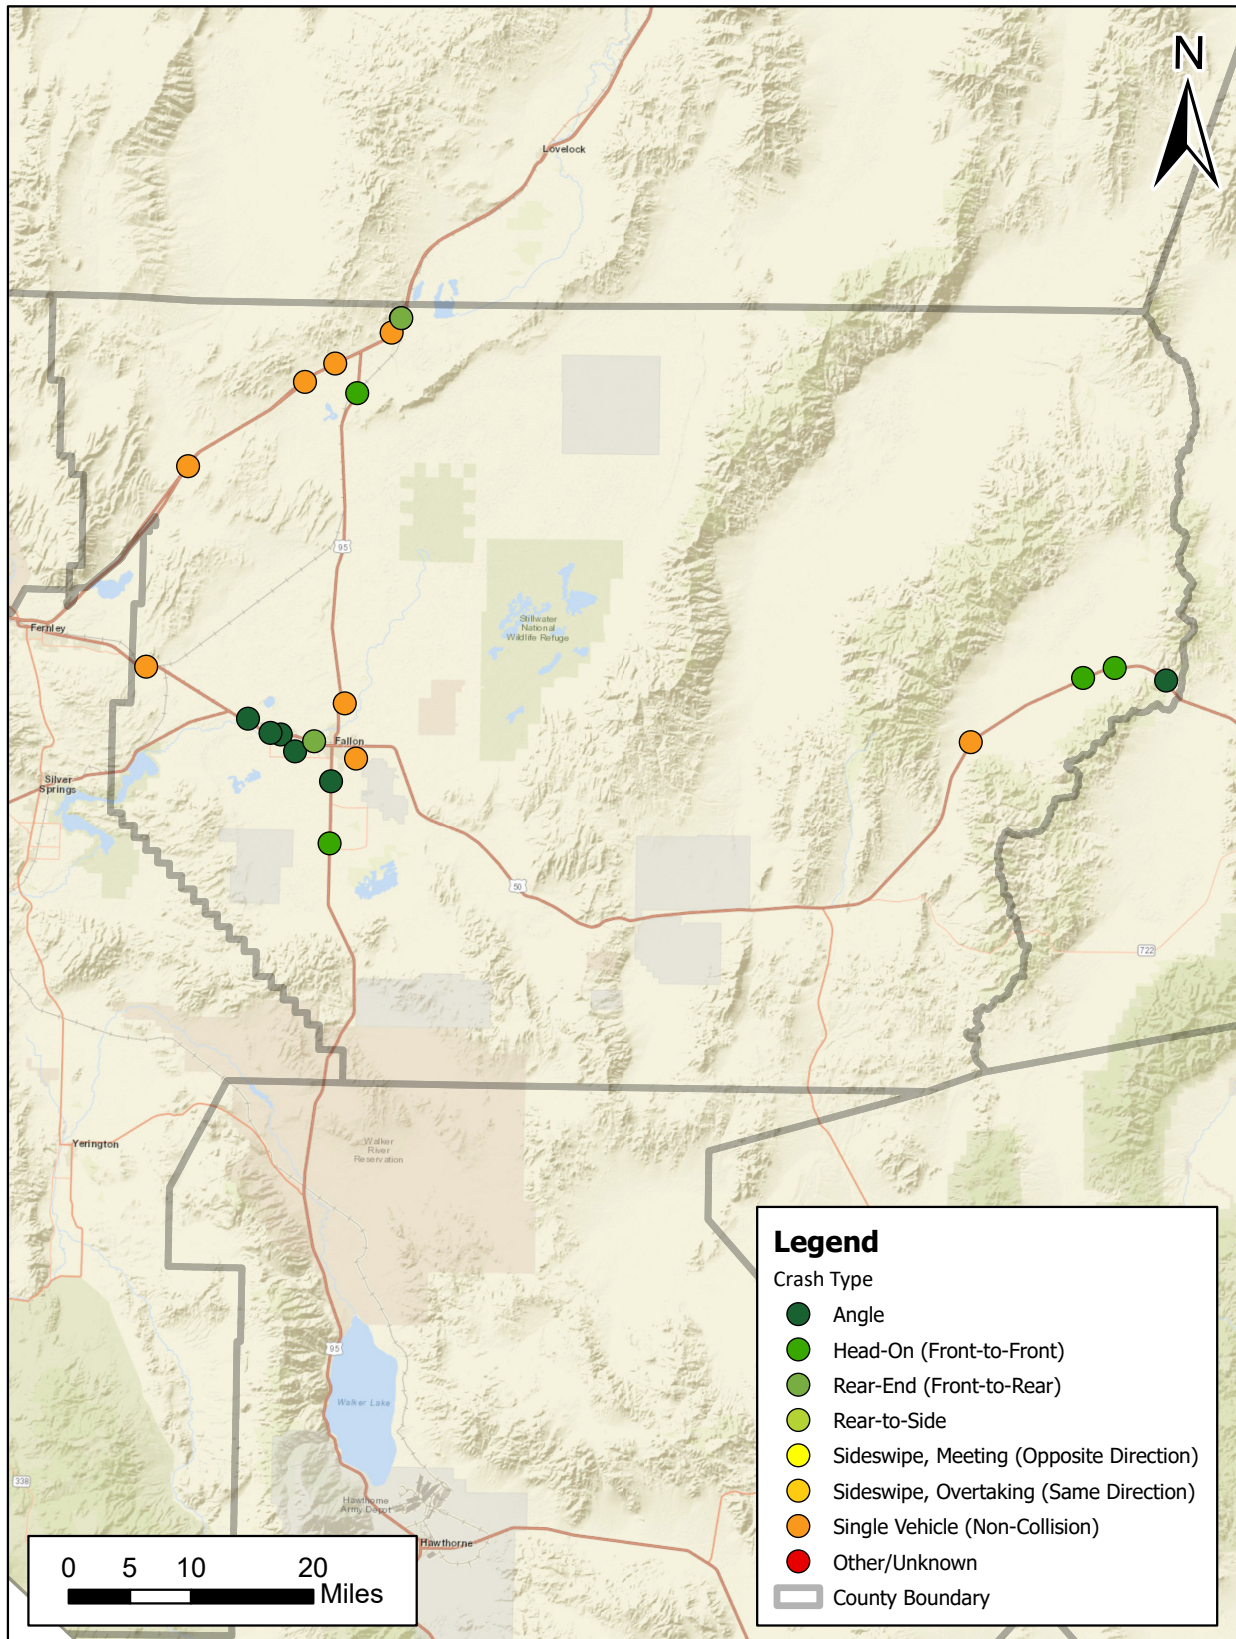 N
Lovelock
95
Fernley
Stillwater
National
Wildlife Refuge
Fallon
Silver
Springs
50
722
Yerington
Walker
River
Reservation
95
Walker Lake
338
Hawthorne
Army Depot
Hawthorne
0 5 10 20
Miles
Legend
Crash Type
Angle
Head-On (Front-to-Front)
Rear-End (Front-to-Rear)
Rear-to-Side
Sideswipe, Meeting (Opposite Direction)
Sideswipe, Overtaking (Same Direction)
Single Vehicle (Non-Collision)
Other/Unknown
County Boundary